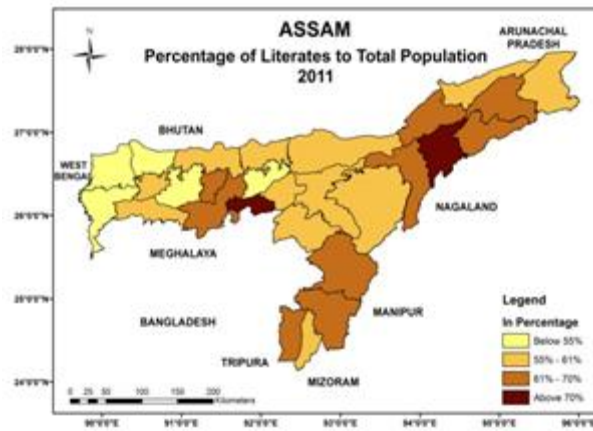 ASSAM
Percentage of Literates to Total Population
2011
N
ARUNACHAL
PRADESH
BHUTAN
WEST
BENGAL
NAGALAND
MEGHALAYA
MANIPUR
BANGLADESH
TRIPURA
MIZORAM
Legend
In Percentage
Below 55%
55% - 61%
61% - 70%
Above 70%
0 25 50 100 150 200
Kilometers
28°0'0"N
27°0'0"N
26°0'0"N
25°0'0"N
24°0'0"N
90°0'0"E 91°0'0"E 92°0'0"E 93°0'0"E 94°0'0"E 95°0'0"E 96°0'0"E